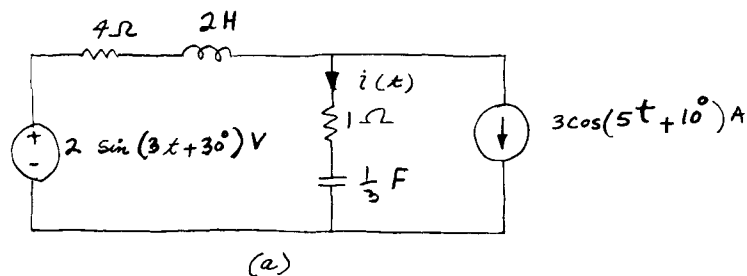 4Ω 2H
i(t)
1Ω
3cos(5t+10°)A
+
-
2 sin(3t+30°)V
1/3 F
(a)